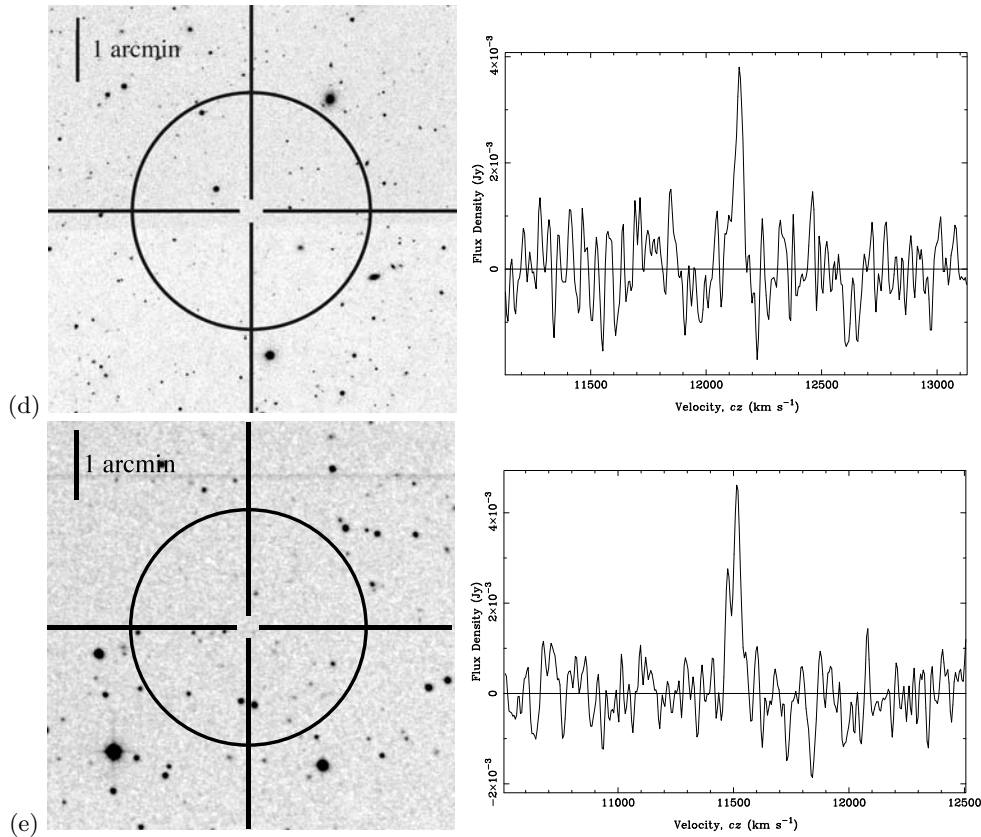 1 arcmin
4×10⁻³
2×10⁻³
0
Flux Density (Jy)
11500 12000 12500 13000
Velocity, cz (km s⁻¹)
(d)
1 arcmin
4×10⁻³
2×10⁻³
0
−2×10⁻³
Flux Density (Jy)
11000 11500 12000 12500
Velocity, cz (km s⁻¹)
(e)